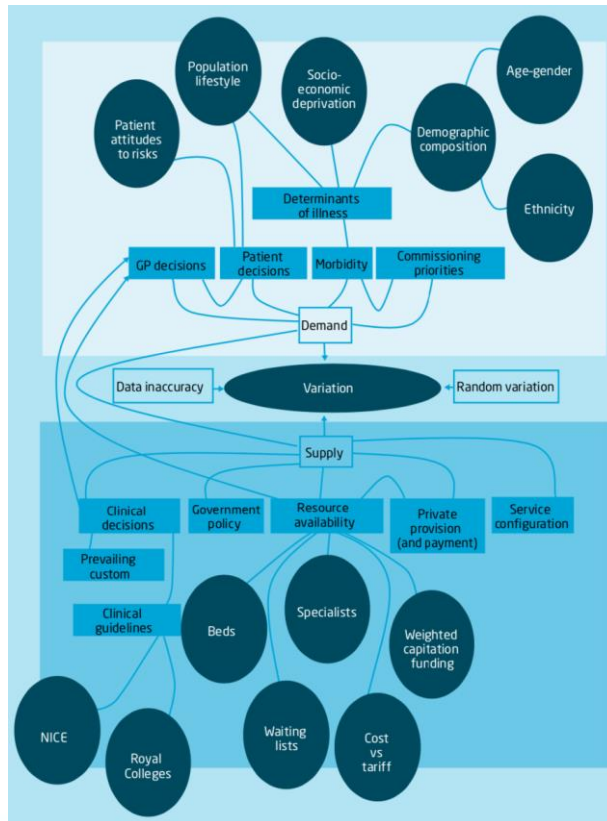 Population
lifestyle
Socio-
economic
deprivation
Age-gender
Patient
attitudes
to risks
Demographic
composition
Ethnicity
Determinants
of illness
GP decisions
Patient
decisions
Morbidity
Commissioning
priorities
Demand
Data inaccuracy
Variation
Random variation
Supply
Clinical
decisions
Government
policy
Resource
availability
Private
provision
(and payment)
Service
configuration
Prevailing
custom
Clinical
guidelines
Beds
Specialists
Weighted
capitation
funding
NICE
Royal
Colleges
Waiting
lists
Cost
vs
tariff